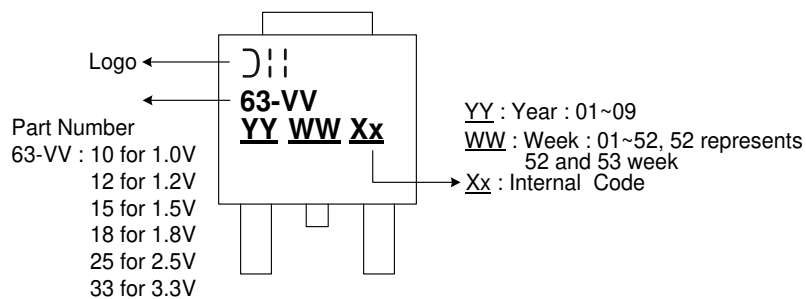 Logo
63-VV
YY WW Xx
Part Number
63-VV : 10 for 1.0V
12 for 1.2V
15 for 1.5V
18 for 1.8V
25 for 2.5V
33 for 3.3V
YY : Year : 01~09
WW : Week : 01~52, 52 represents
52 and 53 week
Xx : Internal Code